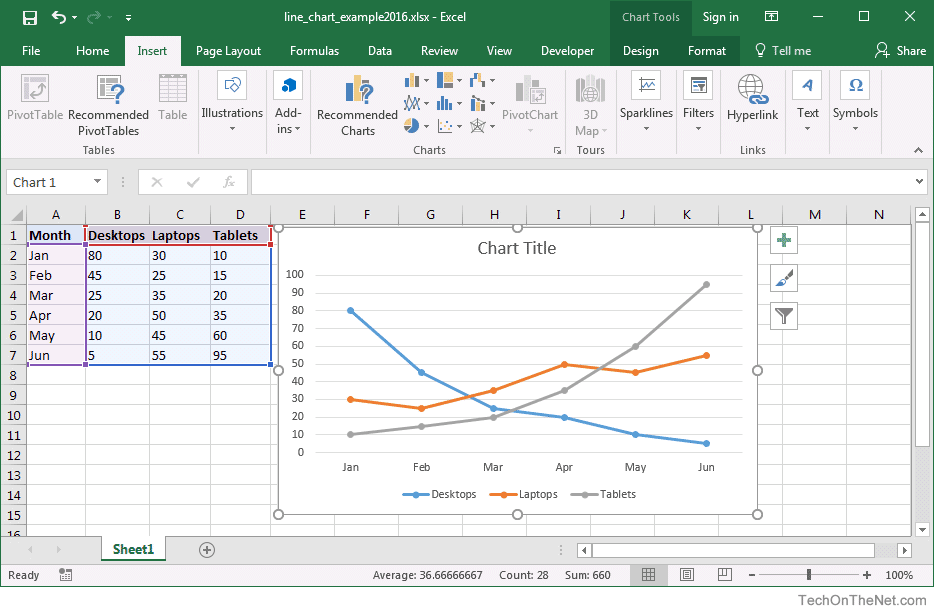 line_chart_example2016.xlsx - Excel
Chart Tools
Sign in
File Home Insert Page Layout Formulas Data Review View Developer Design Format Tell me Share
PivotTable
Recommended
PivotTables
Table
Illustrations
Add-
ins
Recommended
Charts
PivotChart
3D
Map
Sparklines
Filters
Hyperlink
Text
Symbols
Tables
Charts
Tours
Links
Chart 1
fx
A B C D E F G H I J K L M N
1 Month Desktops Laptops Tablets
2 Jan 80 30 10
3 Feb 45 25 15
4 Mar 25 35 20
5 Apr 20 50 35
6 May 10 45 60
7 Jun 5 55 95
8
9
10
11
12
13
14
15
16
Chart Title
100
90
80
70
60
50
40
30
20
10
0
Jan Feb Mar Apr May Jun
Desktops Laptops Tablets
Sheet1
Ready
Average: 36.66666667 Count: 28 Sum: 660
100%
TechOnTheNet.com